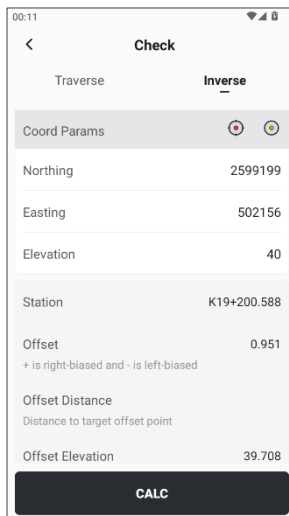 00:11
Check
Traverse Inverse
Coord Params
Northing 2599199
Easting 502156
Elevation 40
Station K19+200.588
Offset 0.951
+ is right-biased and - is left-biased
Offset Distance
Distance to target offset point
Offset Elevation 39.708
CALC